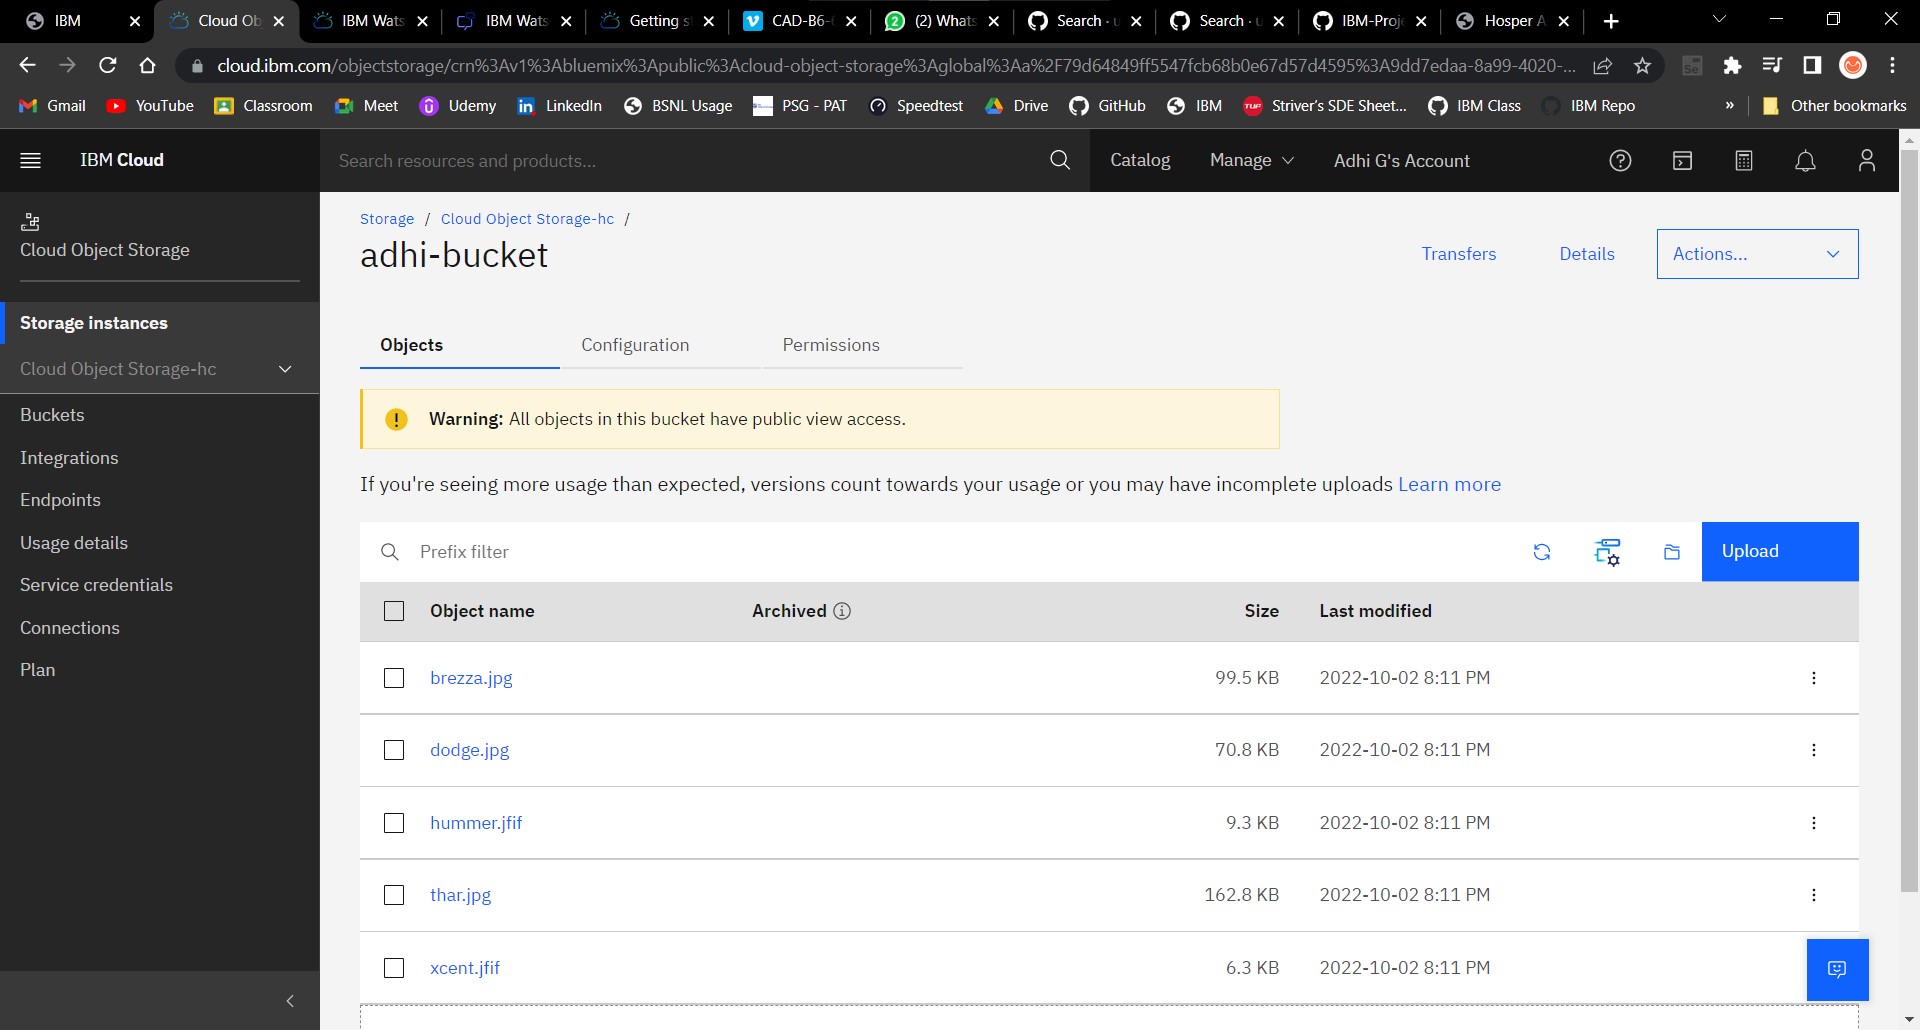 IBM
Cloud Ob
IBM Wats
IBM Wats
Getting s
CAD-B6-
(2) Whats
Search · u
Search · u
IBM-Proje
Hosper A
cloud.ibm.com/objectstorage/crn%3Av1%3Abluemix%3Apublic%3Acloud-object-storage%3Aglobal%3Aa%2F79d64849ff5547fcb68b0e67d57d4595%3A9dd7edaa-8a99-4020-...
Gmail
YouTube
Classroom
Meet
Udemy
LinkedIn
BSNL Usage
PSG - PAT
Speedtest
Drive
GitHub
IBM
Striver's SDE Sheet...
IBM Class
IBM Repo
»
Other bookmarks
IBM Cloud
Search resources and products...
Catalog
Manage
Adhi G's Account
Cloud Object Storage
Storage instances
Cloud Object Storage-hc
Buckets
Integrations
Endpoints
Usage details
Service credentials
Connections
Plan
Storage / Cloud Object Storage-hc /
adhi-bucket
Transfers
Details
Actions...
Objects
Configuration
Permissions
Warning: All objects in this bucket have public view access.
If you're seeing more usage than expected, versions count towards your usage or you may have incomplete uploads Learn more
Prefix filter
Upload
Object name Archived Size Last modified
brezza.jpg 99.5 KB 2022-10-02 8:11 PM
dodge.jpg 70.8 KB 2022-10-02 8:11 PM
hummer.jfif 9.3 KB 2022-10-02 8:11 PM
thar.jpg 162.8 KB 2022-10-02 8:11 PM
xcent.jfif 6.3 KB 2022-10-02 8:11 PM